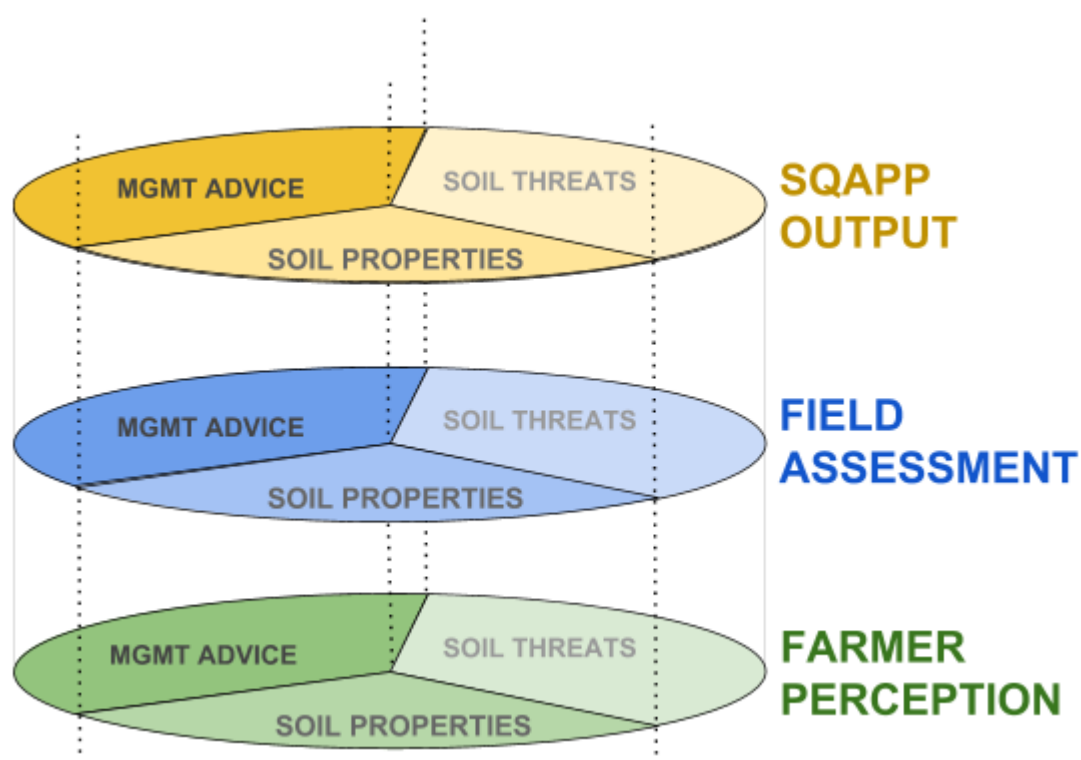 MGMT ADVICE
SOIL THREATS
SOIL PROPERTIES
SQAPP
OUTPUT
MGMT ADVICE
SOIL THREATS
SOIL PROPERTIES
FIELD
ASSESSMENT
MGMT ADVICE
SOIL THREATS
SOIL PROPERTIES
FARMER
PERCEPTION